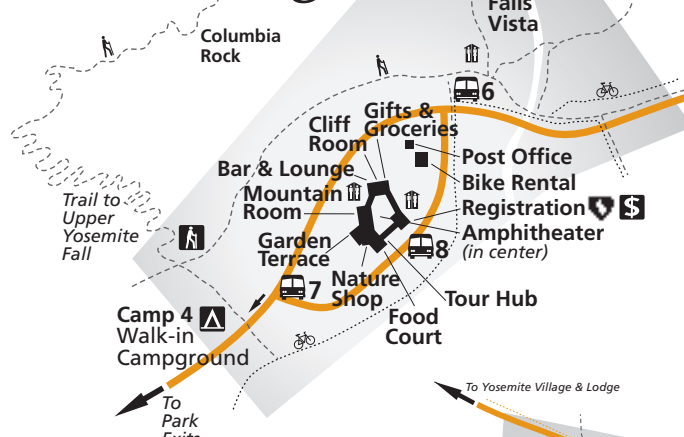 Falls
Vista
Columbia
Rock
6
Gifts &
Groceries
Cliff
Room
Post Office
Bar & Lounge
Bike Rental
Mountain
Room
Registration
$
Trail to
Upper
Yosemite
Fall
Amphitheater
(in center)
Garden
Terrace
8
Nature
Shop
7
Tour Hub
Camp 4
Walk-in
Campground
Food
Court
To Yosemite Village & Lodge
To
Park
Exits